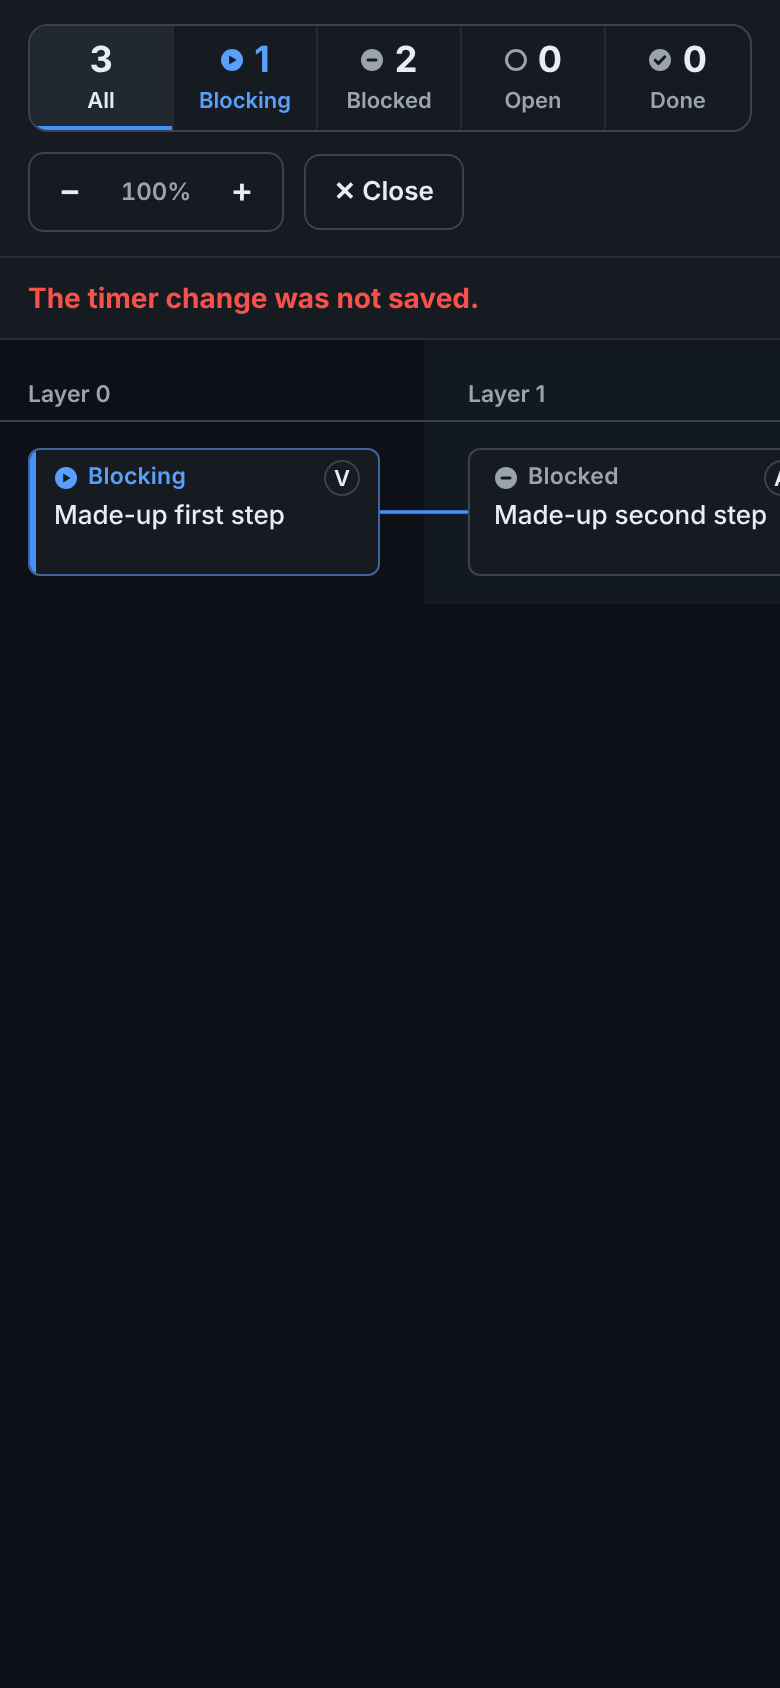 3
All
1
Blocking
2
Blocked
0
Open
0
Done
− 100% +
✕ Close
The timer change was not saved.
Layer 0
Layer 1
Blocking V
Made-up first step
Blocked
Made-up second step